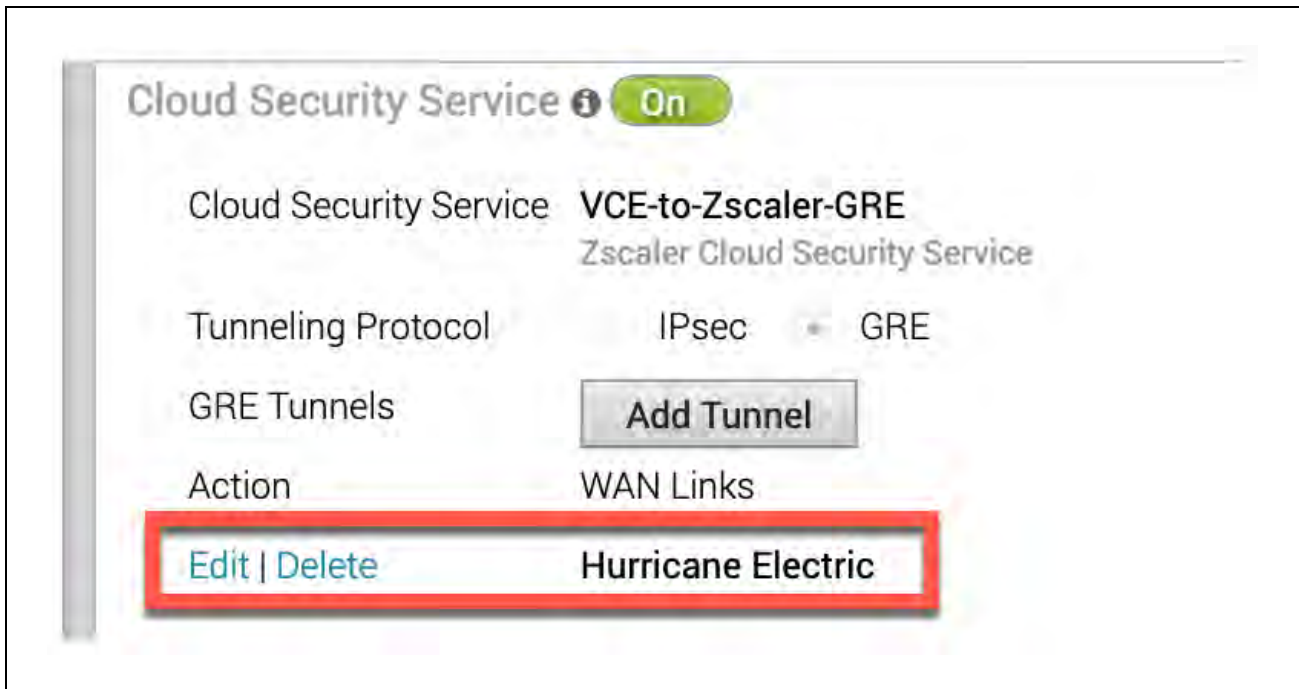 Cloud Security Service On
Cloud Security Service VCE-to-Zscaler-GRE
Zscaler Cloud Security Service
Tunneling Protocol IPsec GRE
GRE Tunnels Add Tunnel
Action WAN Links
Edit | Delete Hurricane Electric